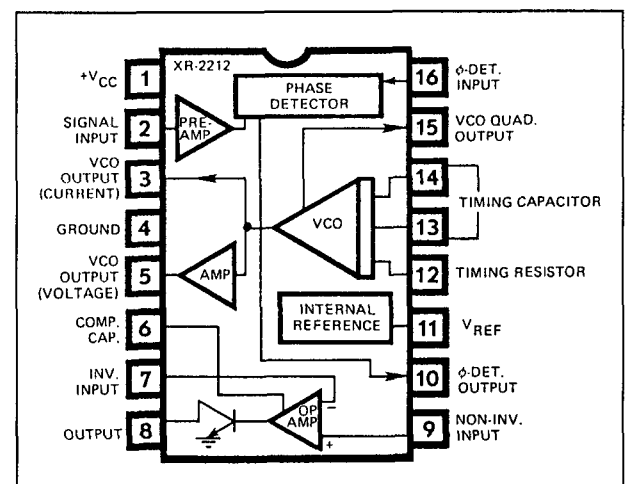 XR-2212
+VCC
1
SIGNAL
INPUT
2
VCO
OUTPUT
(CURRENT)
3
GROUND
4
VCO
OUTPUT
(VOLTAGE)
5
COMP.
CAP.
6
INV.
INPUT
7
OUTPUT
8
PRE-
AMP
PHASE
DETECTOR
VCO
AMP
INTERNAL
REFERENCE
OP
AMP
−
+
16
φ-DET.
INPUT
15
VCO QUAD.
OUTPUT
14
TIMING CAPACITOR
13
12
TIMING RESISTOR
11
VREF
10
φ-DET.
OUTPUT
9
NON-INV.
INPUT